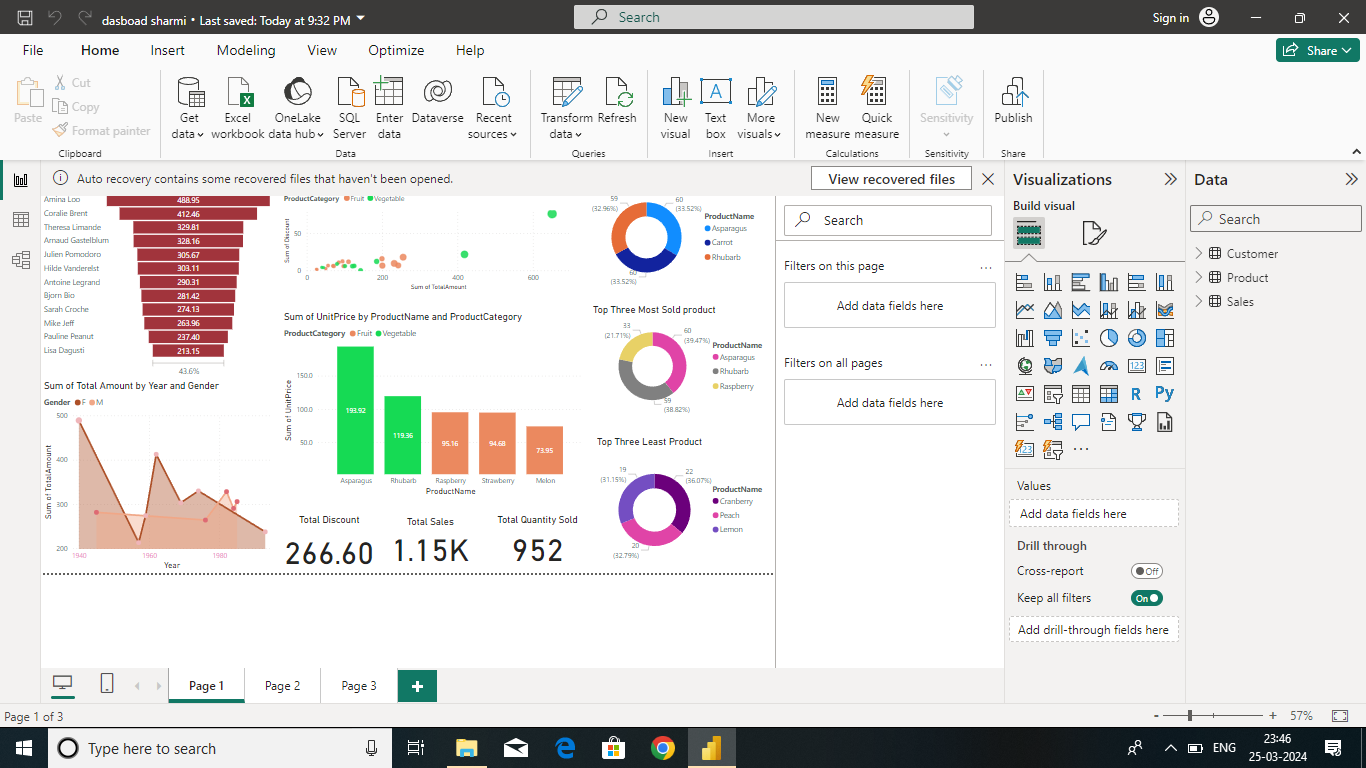 dasboad sharmi • Last saved: Today at 9:32 PM
Search
Sign in
File
Home
Insert
Modeling
View
Optimize
Help
Share
Paste
Cut
Copy
Format painter
Clipboard
Get data
Excel workbook
OneLake data hub
SQL Server
Enter data
Dataverse
Recent sources
Data
Transform data
Refresh
Queries
New visual
Text box
More visuals
Insert
New measure
Quick measure
Calculations
Sensitivity
Sensitivity
Publish
Share
Auto recovery contains some recovered files that haven't been opened.
View recovered files
Amina Loo 488.95
Coralie Brent 412.46
Theresa Limande 329.81
Arnaud Gastelblum 328.16
Julien Pomodoro 305.67
Hilde Vanderelst 303.11
Antoine Legrand 290.31
Bjorn Bio 281.42
Sarah Croche 274.13
Mike Jeff 263.96
Pauline Peanut 237.40
Lisa Dagusti 213.15
43.6%
Sum of Total Amount by Year and Gender
Gender F M
Sum of TotalAmount
500
400
300
200
1940 1960 1980
Year
ProductCategory Fruit Vegetable
Sum of Discount
50
0
0 200 400 600
Sum of TotalAmount
Sum of UnitPrice by ProductName and ProductCategory
ProductCategory Fruit Vegetable
Sum of UnitPrice
150.0
100.0
50.0
193.92
119.36
95.16
94.68
73.95
Asparagus Rhubarb Raspberry Strawberry Melon
ProductName
Total Discount
266.60
Total Sales
1.15K
Total Quantity Sold
952
59 (32.96%)
60 (33.52%)
60 (33.52%)
ProductName
Asparagus
Carrot
Rhubarb
Top Three Most Sold product
33 (21.71%)
60 (39.47%)
59 (38.82%)
ProductName
Asparagus
Rhubarb
Raspberry
Top Three Least Product
19 (31.15%)
22 (36.07%)
20 (32.79%)
ProductName
Cranberry
Peach
Lemon
Search
Filters on this page
Add data fields here
Filters on all pages
Add data fields here
Visualizations
Build visual
123
R
Py
123
Values
Add data fields here
Drill through
Cross-report
Off
Keep all filters
On
Add drill-through fields here
Data
Search
Customer
Product
Sales
Page 1
Page 2
Page 3
Page 1 of 3
57%
Type here to search
ENG
23:46
25-03-2024